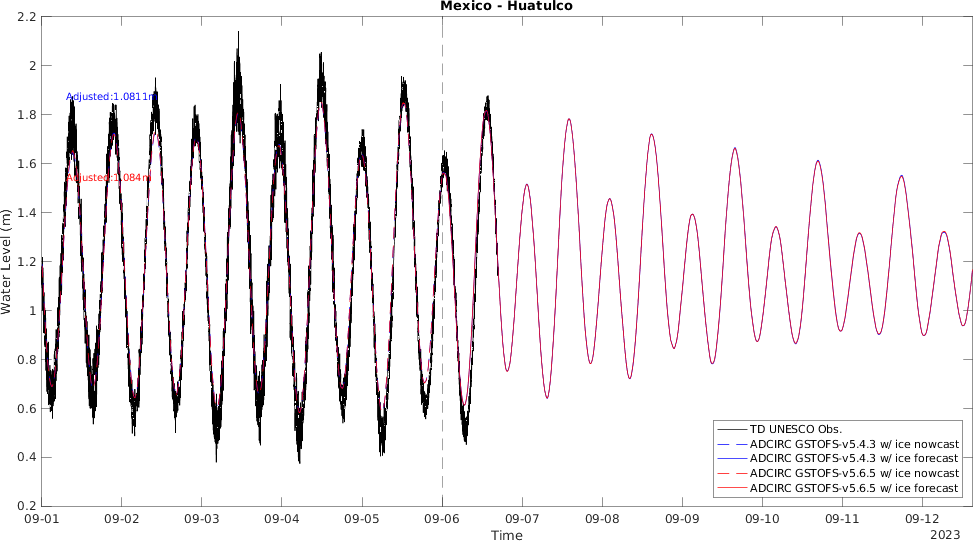 Mexico - Huatulco
2.2
2
1.8
1.6
1.4
1.2
1
0.8
0.6
0.4
0.2
Water Level (m)
Adjusted:1.0811m
Adjusted:1.084m
TD UNESCO Obs.
ADCIRC GSTOFS-v5.4.3 w/ ice nowcast
ADCIRC GSTOFS-v5.4.3 w/ ice forecast
ADCIRC GSTOFS-v5.6.5 w/ ice nowcast
ADCIRC GSTOFS-v5.6.5 w/ ice forecast
09-01 09-02 09-03 09-04 09-05 09-06 09-07 09-08 09-09 09-10 09-11 09-12
Time
2023